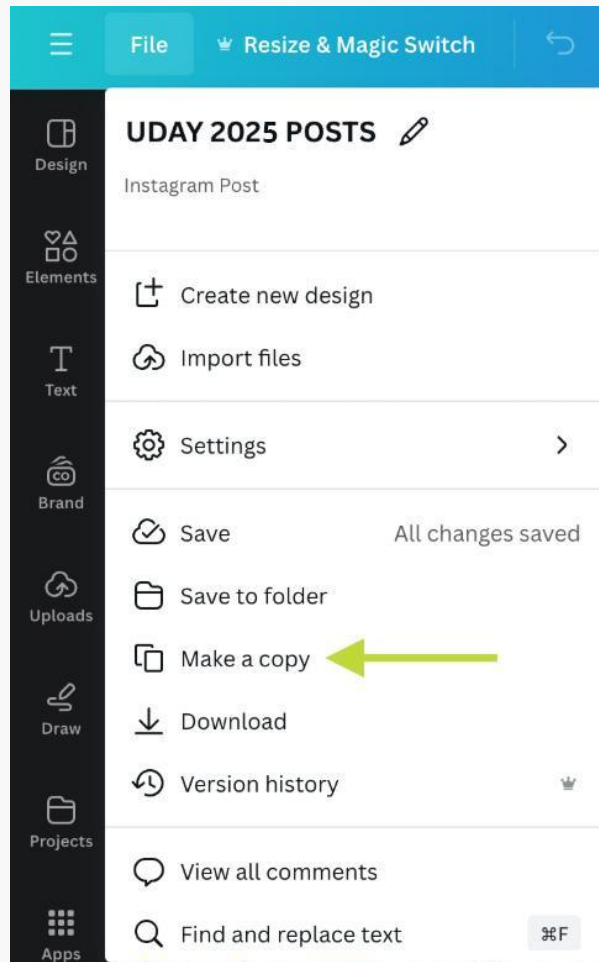 File Resize & Magic Switch
UDAY 2025 POSTS
Instagram Post
Design
Elements
Text
Brand
Uploads
Draw
Projects
Apps
Create new design
Import files
Settings
Save All changes saved
Save to folder
Make a copy
Download
Version history
View all comments
Find and replace text ⌘F